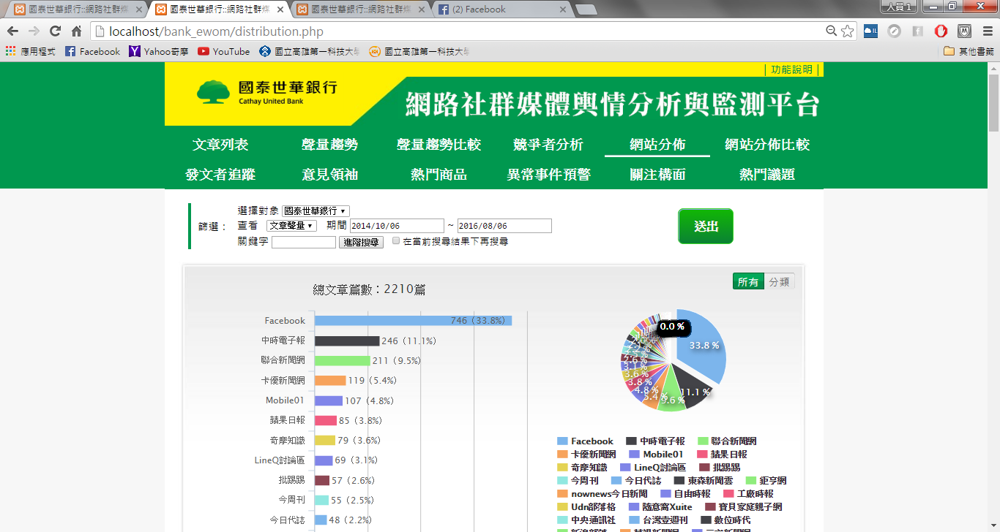 國泰世華銀行::網路社群媒
國泰世華銀行::網路社群媒
國泰世華銀行::網路社群媒
(2) Facebook
人員 1
localhost/bank_ewom/distribution.php
應用程式 Facebook Yahoo奇摩 YouTube 國立高雄第一科技大學 國立高雄第一科技大學 其他書籤
| 功能說明 |
國泰世華銀行
Cathay United Bank
網路社群媒體輿情分析與監測平台
文章列表 聲量趨勢 聲量趨勢比較 競爭者分析 網站分佈 網站分佈比較
發文者追蹤 意見領袖 熱門商品 異常事件預警 關注構面 熱門議題
篩選：
選擇對象 國泰世華銀行
查看 文章聲量 期間 2014/10/06 ~ 2016/08/06
關鍵字 進階搜尋 在當前搜尋結果下再搜尋
送出
所有 分類
總文章篇數：2210篇
Facebook 746 (33.8%)
中時電子報 246 (11.1%)
聯合新聞網 211 (9.5%)
卡優新聞網 119 (5.4%)
Mobile01 107 (4.8%)
蘋果日報 85 (3.8%)
奇摩知識 79 (3.6%)
LineQ討論區 69 (3.1%)
批踢踢 57 (2.6%)
今周刊 55 (2.5%)
今日代誌 48 (2.2%)
0.0 %
33.8 %
11.1 %
9.6 %
5.4 %
4.8 %
3.8 %
3.6 %
3.1 %
2.6 %
2.5 %
2.2 %
Facebook 中時電子報 聯合新聞網
卡優新聞網 Mobile01 蘋果日報
奇摩知識 LineQ討論區 批踢踢
今周刊 今日代誌 東森新聞雲 鉅亨網
nownews今日新聞 自由時報 工廠時報
Udn部落格 隨意窩Xuite 寶貝家庭親子網
中央通訊社 台灣壹週刊 數位時代